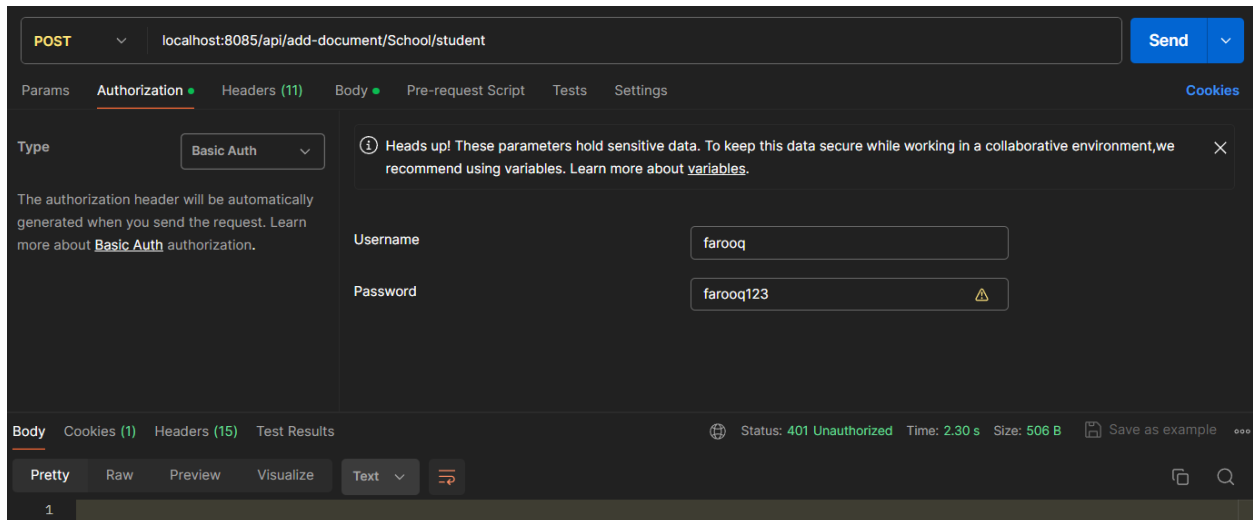 POST localhost:8085/api/add-document/School/student Send
Params Authorization Headers (11) Body Pre-request Script Tests Settings Cookies
Type Basic Auth
The authorization header will be automatically
generated when you send the request. Learn
more about Basic Auth authorization.
Heads up! These parameters hold sensitive data. To keep this data secure while working in a collaborative environment,we
recommend using variables. Learn more about variables.
Username farooq
Password farooq123
Body Cookies (1) Headers (15) Test Results Status: 401 Unauthorized Time: 2.30 s Size: 506 B Save as example
Pretty Raw Preview Visualize Text
1